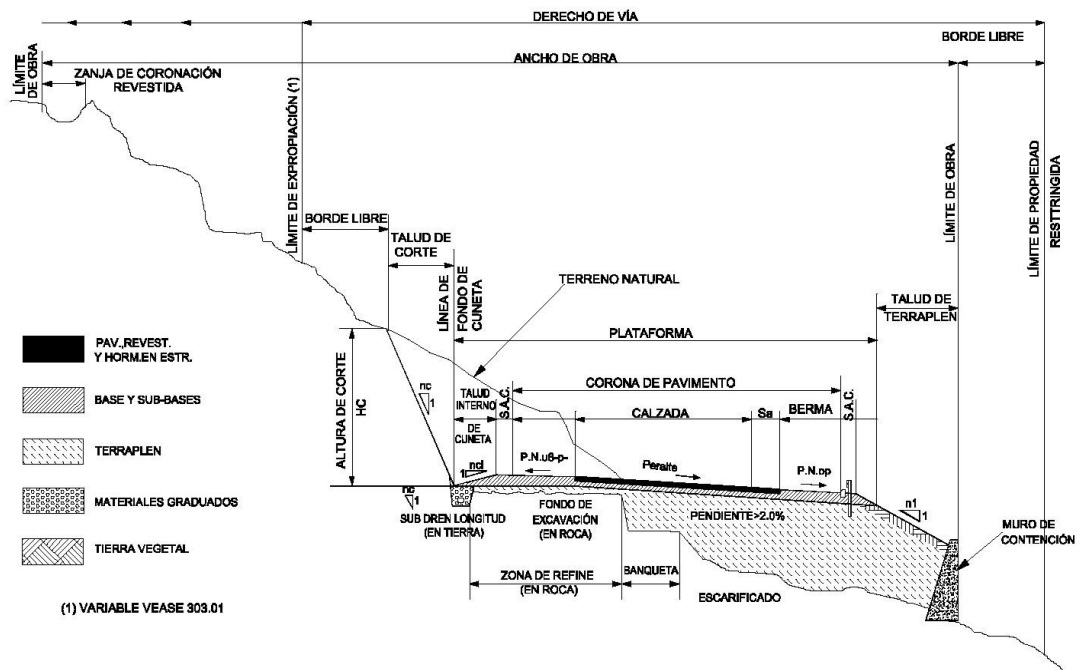 DERECHO DE VÍA
BORDE LIBRE
ANCHO DE OBRA
LÍMITE
DE OBRA
ZANJA DE CORONACIÓN
REVESTIDA
LÍMITE DE EXPROPIACIÓN (1)
BORDE LIBRE
TALUD DE
CORTE
LÍNEA DE
FONDO DE
CUNETA
TERRENO NATURAL
LÍMITE DE OBRA
LÍMITE DE PROPIEDAD
RESTTRINGIDA
TALUD DE
TERRAPLEN
PLATAFORMA
CORONA DE PAVIMENTO
ALTURA DE CORTE
HC
nc
1
TALUD
INTERNO
DE
CUNETA
S.A.C.
CALZADA
Sa
BERMA
S.A.C.
1
ncl
P.N.u6-p-
Peralte
P.N.op
nc
1
n1
1
SUB DREN LONGITUD
(EN TIERRA)
FONDO DE
EXCAVACIÓN
(EN ROCA)
PENDIENTE>2.0%
MURO DE
CONTENCIÓN
ZONA DE REFINE
(EN ROCA)
BANQUETA
ESCARIFICADO
PAV.,REVEST.
Y HORM.EN ESTR.
BASE Y SUB-BASES
TERRAPLEN
MATERIALES GRADUADOS
TIERRA VEGETAL
(1) VARIABLE VEASE 303.01